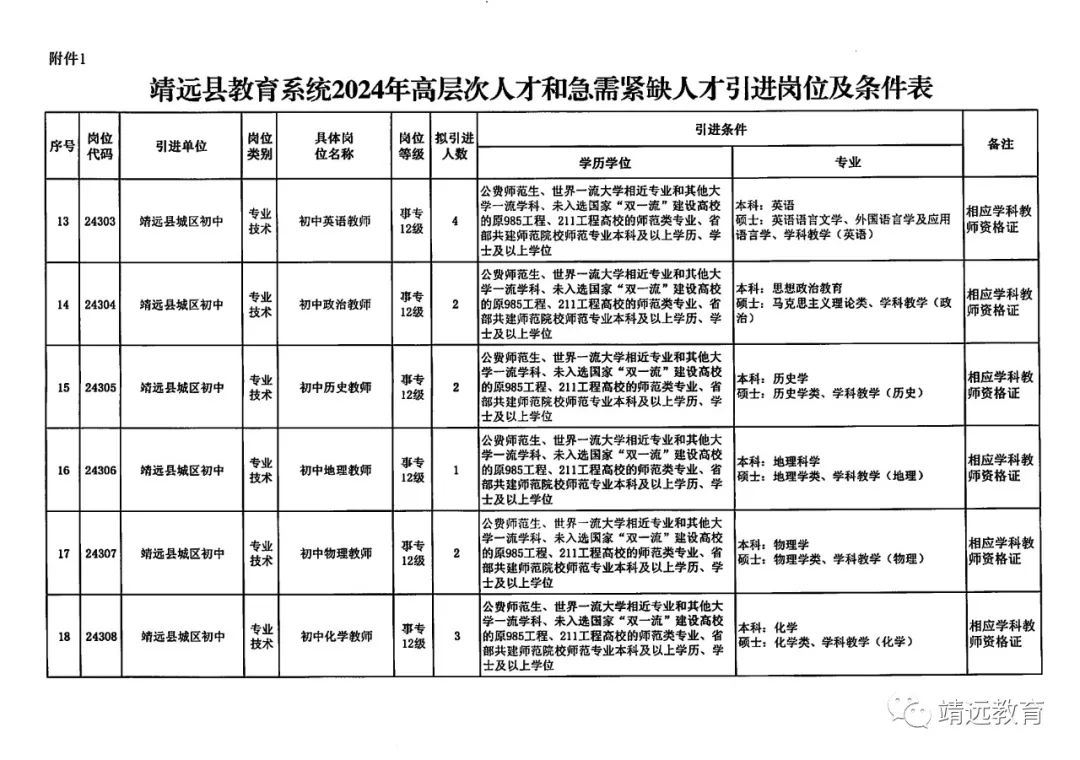 附件1
靖远县教育系统2024年高层次人才和急需紧缺人才引进岗位及条件表
序号 岗位代码 引进单位 岗位类别 具体岗位名称 岗位等级 拟引进人数 引进条件 备注
学历学位 专业
13 24303 靖远县城区初中 专业技术 初中英语教师 事专12级 4
公费师范生、世界一流大学相近专业和其他大
学一流学科、未入选国家“双一流”建设高校
的原985工程、211工程高校的师范类专业、省
部共建师范院校师范专业本科及以上学历、学
士及以上学位
本科：英语
硕士：英语语言文学、外国语言学及应用
语言学、学科教学（英语）
相应学科教
师资格证
14 24304 靖远县城区初中 专业技术 初中政治教师 事专12级 2
公费师范生、世界一流大学相近专业和其他大
学一流学科、未入选国家“双一流”建设高校
的原985工程、211工程高校的师范类专业、省
部共建师范院校师范专业本科及以上学历、学
士及以上学位
本科：思想政治教育
硕士：马克思主义理论类、学科教学（政
治）
相应学科教
师资格证
15 24305 靖远县城区初中 专业技术 初中历史教师 事专12级 2
公费师范生、世界一流大学相近专业和其他大
学一流学科、未入选国家“双一流”建设高校
的原985工程、211工程高校的师范类专业、省
部共建师范院校师范专业本科及以上学历、学
士及以上学位
本科：历史学
硕士：历史学类、学科教学（历史）
相应学科教
师资格证
16 24306 靖远县城区初中 专业技术 初中地理教师 事专12级 1
公费师范生、世界一流大学相近专业和其他大
学一流学科、未入选国家“双一流”建设高校
的原985工程、211工程高校的师范类专业、省
部共建师范院校师范专业本科及以上学历、学
士及以上学位
本科：地理科学
硕士：地理学类、学科教学（地理）
相应学科教
师资格证
17 24307 靖远县城区初中 专业技术 初中物理教师 事专12级 2
公费师范生、世界一流大学相近专业和其他大
学一流学科、未入选国家“双一流”建设高校
的原985工程、211工程高校的师范类专业、省
部共建师范院校师范专业本科及以上学历、学
士及以上学位
本科：物理学
硕士：物理学类、学科教学（物理）
相应学科教
师资格证
18 24308 靖远县城区初中 专业技术 初中化学教师 事专12级 3
公费师范生、世界一流大学相近专业和其他大
学一流学科、未入选国家“双一流”建设高校
的原985工程、211工程高校的师范类专业、省
部共建师范院校师范专业本科及以上学历、学
士及以上学位
本科：化学
硕士：化学类、学科教学（化学）
相应学科教
师资格证
靖远教育